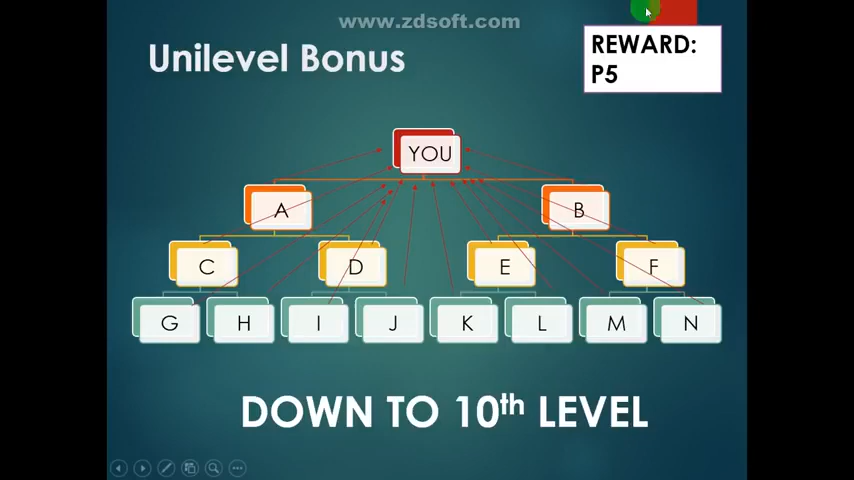 www.zdsoft.com
Unilevel Bonus
REWARD:
P5
YOU
A
B
C
D
E
F
G
H
I
J
K
L
M
N
DOWN TO 10th LEVEL